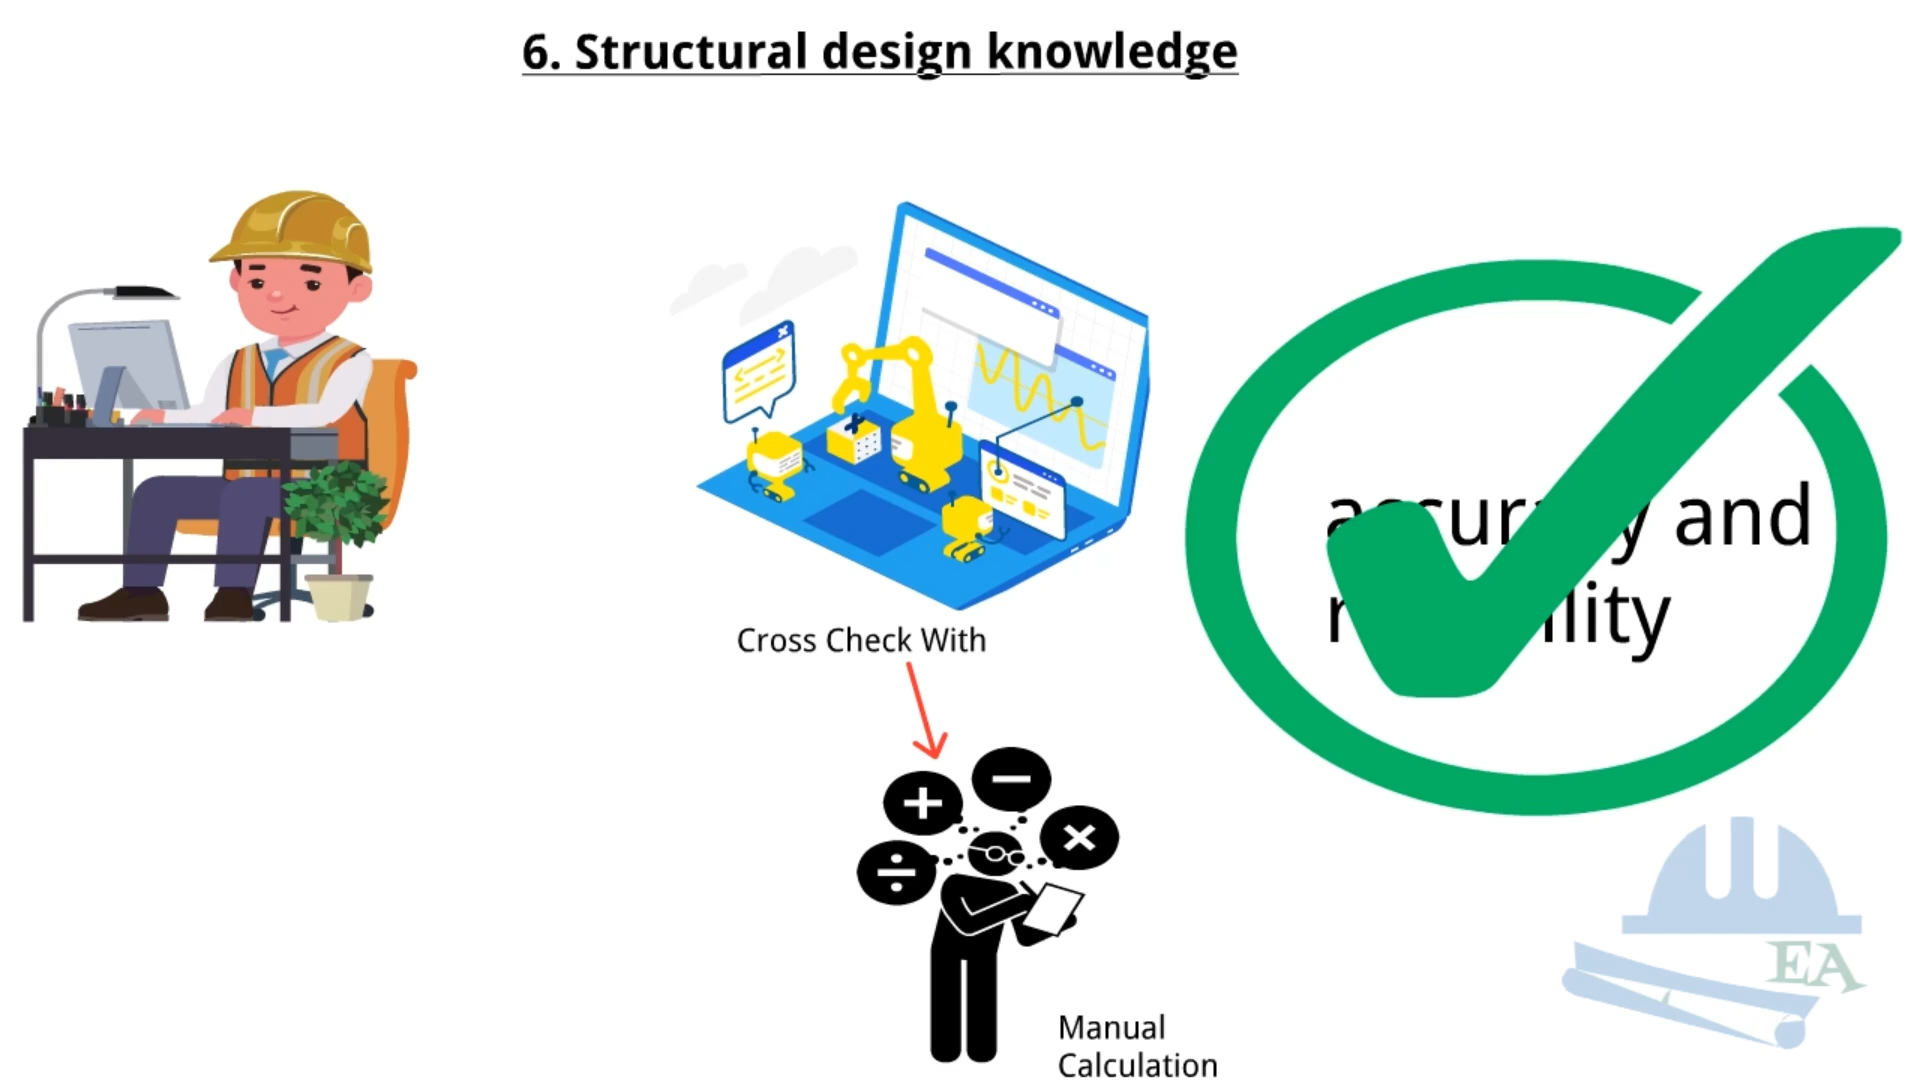 6. Structural design knowledge
and
Cross Check With
Manual
Calculation
EA